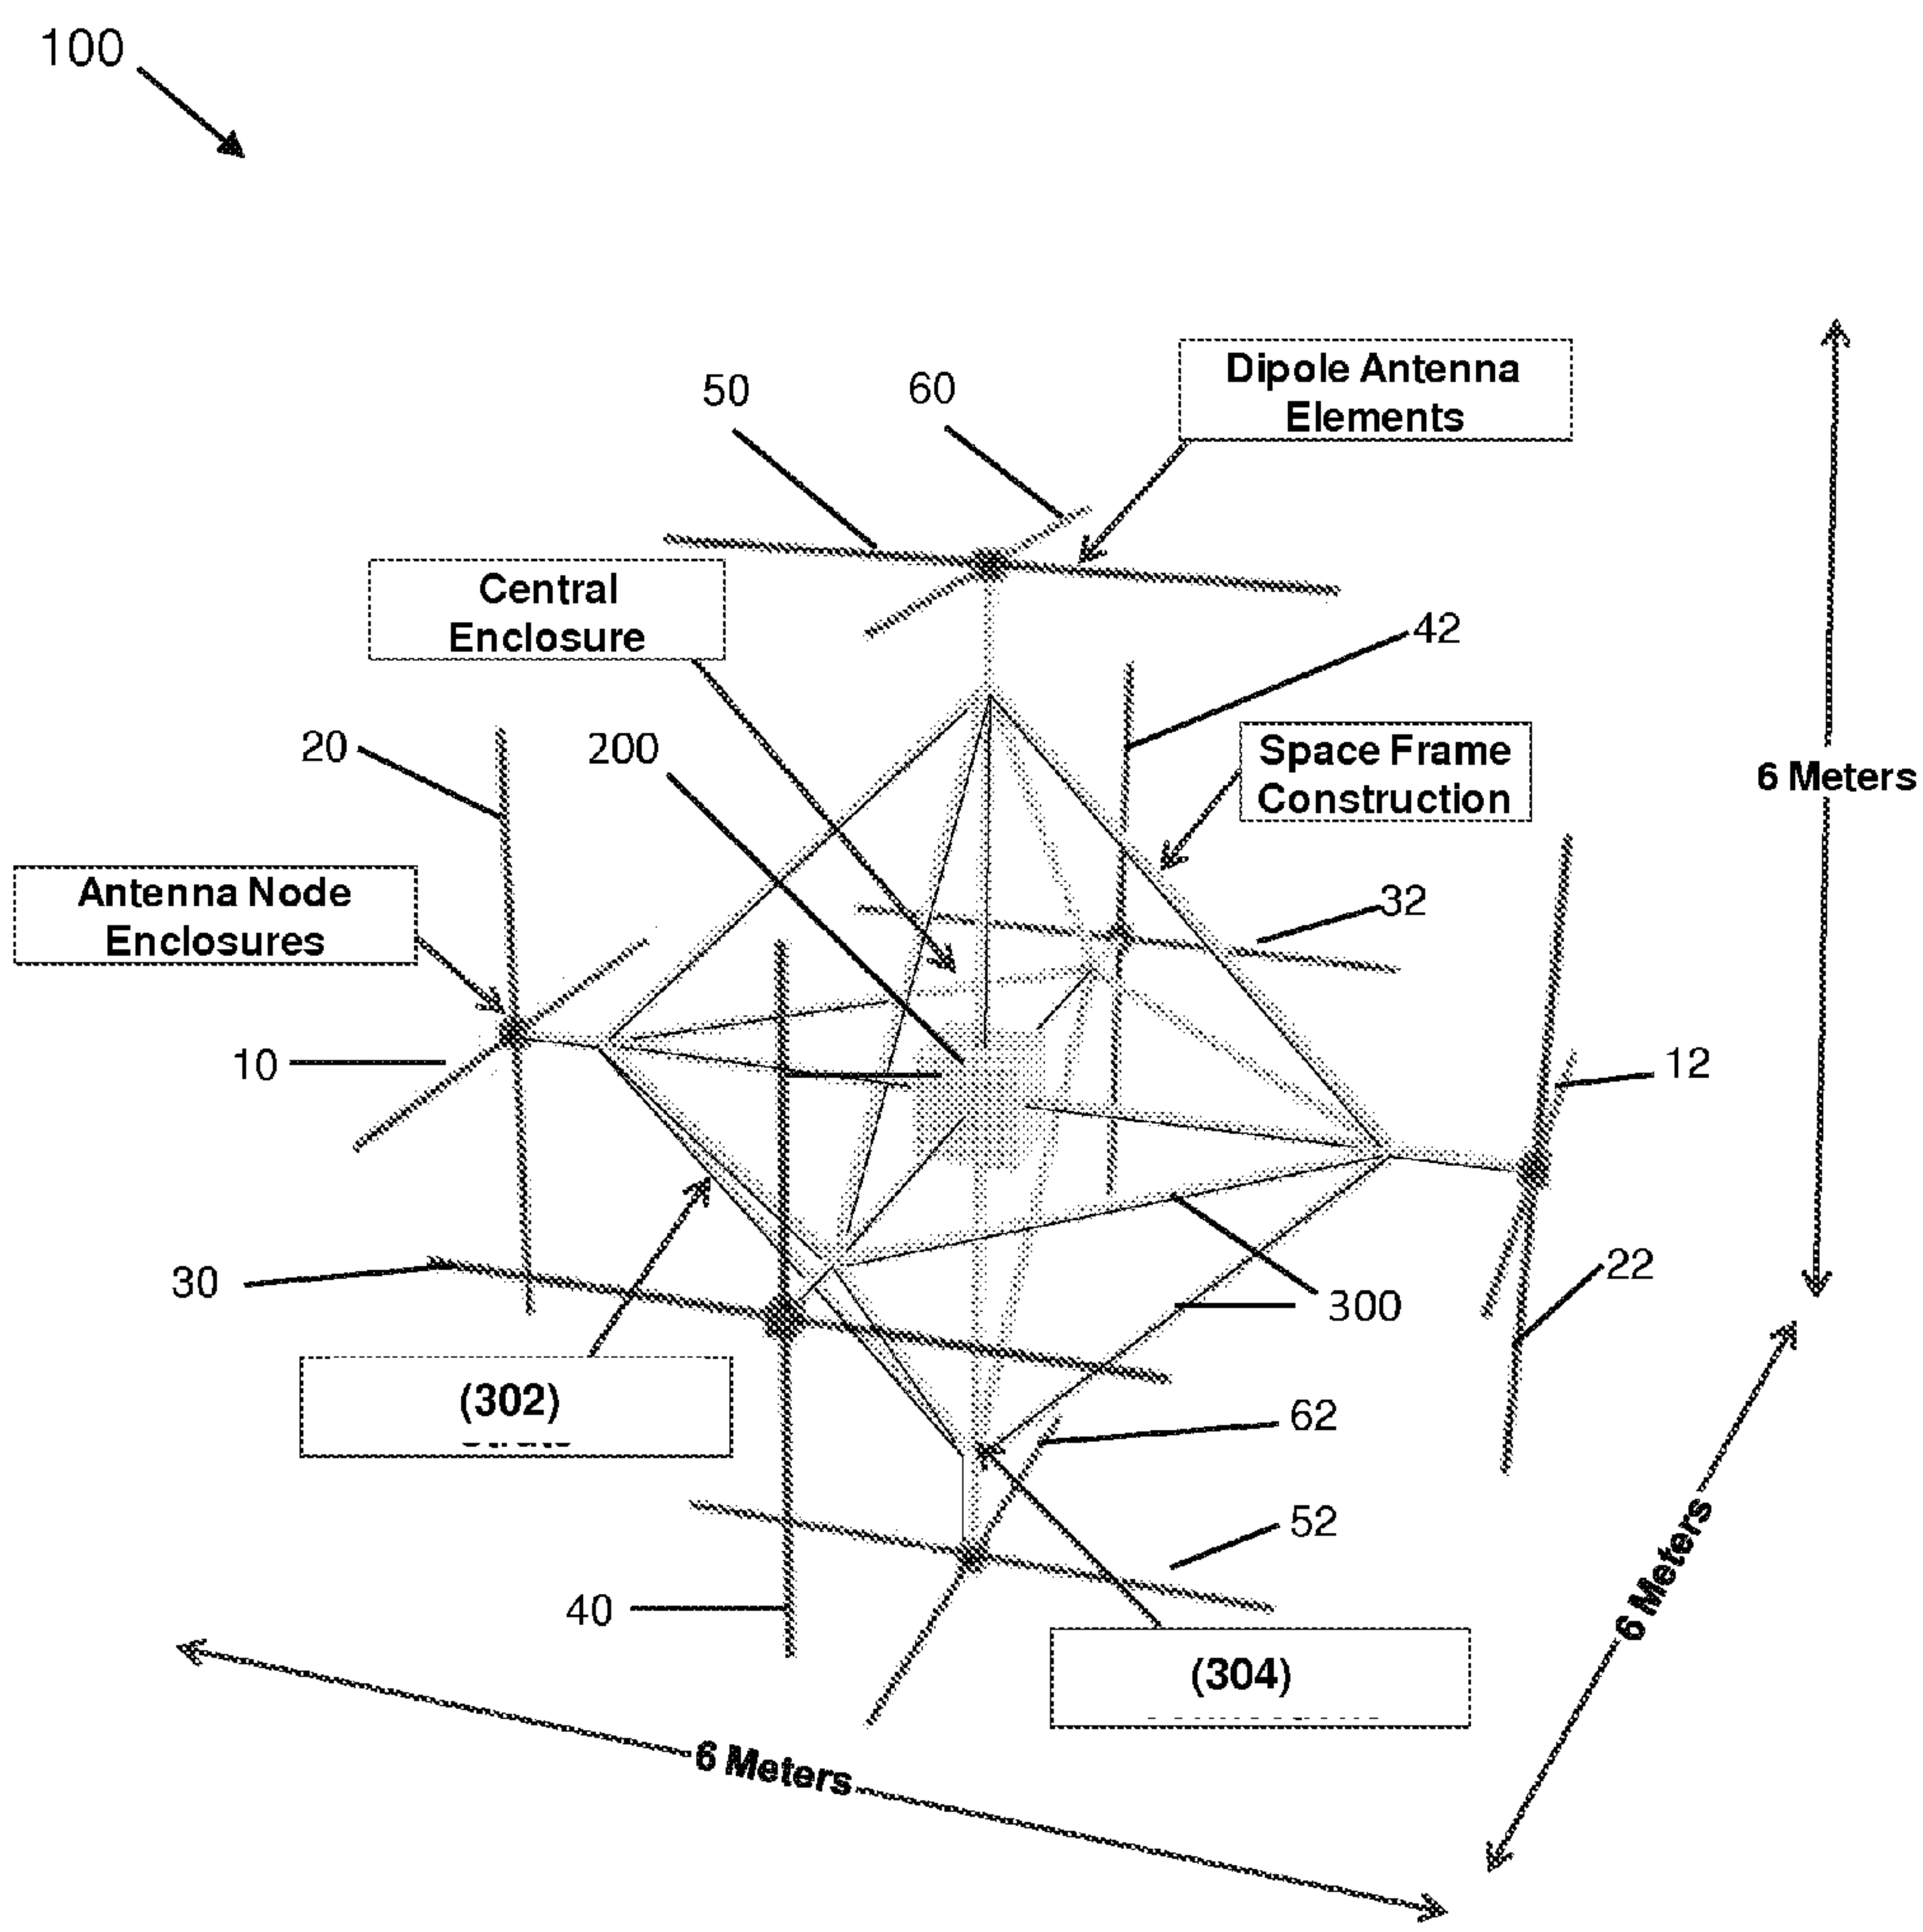 100
50
60
Dipole Antenna
Elements
Central
Enclosure
42
20
200
Space Frame
Construction
6 Meters
Antenna Node
Enclosures
32
10
12
30
22
300
(302)
62
52
40
(304)
6 Meters
6 Meters